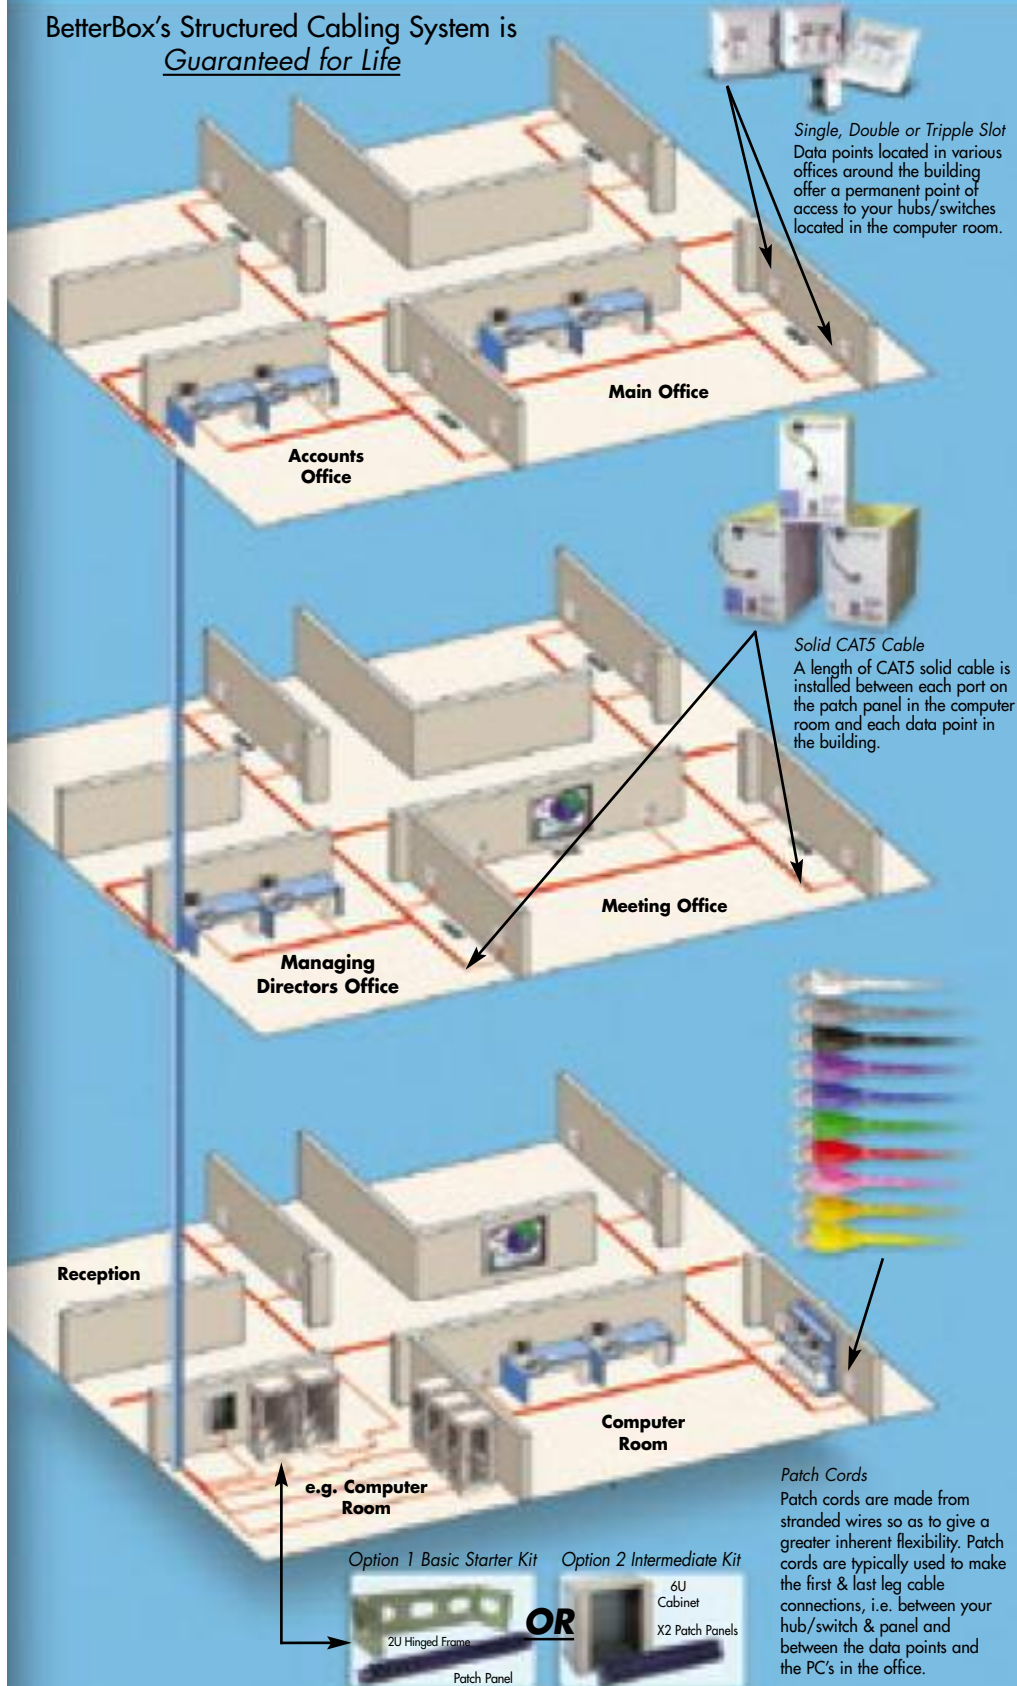 BetterBox's Structured Cabling System is
Guaranteed for Life
Single, Double or Tripple Slot
Data points located in various
offices around the building
offer a permanent point of
access to your hubs/switches
located in the computer room.
Main Office
Accounts
Office
Solid CAT5 Cable
A length of CAT5 solid cable is
installed between each port on
the patch panel in the computer
room and each data point in
the building.
Meeting Office
Managing
Directors Office
Reception
Computer
Room
e.g. Computer
Room
Patch Cords
Patch cords are made from
stranded wires so as to give a
greater inherent flexibility. Patch
cords are typically used to make
the first & last leg cable
connections, i.e. between your
hub/switch & panel and
between the data points and
the PC's in the office.
Option 1 Basic Starter Kit
2U Hinged Frame
Patch Panel
OR
Option 2 Intermediate Kit
6U
Cabinet
X2 Patch Panels